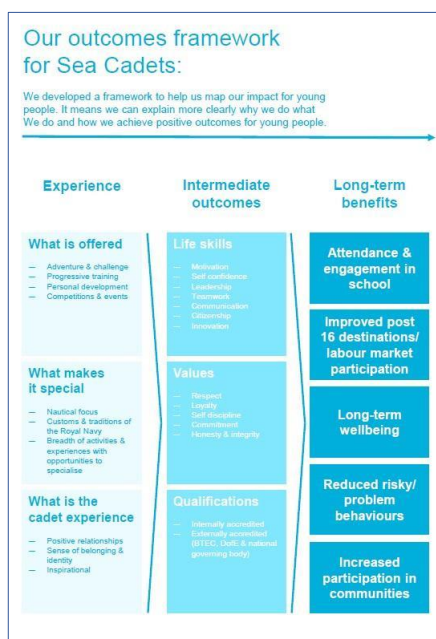 Our outcomes framework
for Sea Cadets:
We developed a framework to help us map our impact for young
people. It means we can explain more clearly why we do what
We do and how we achieve positive outcomes for young people.
Experience
Intermediate
outcomes
Long-term
benefits
What is offered
— Adventure & challenge
— Progressive training
— Personal development
— Competitions & events
What makes
it special
— Nautical focus
— Customs & traditions of
the Royal Navy
— Breadth of activities &
experiences with
opportunities to
specialise
What is the
cadet experience
— Positive relationships
— Sense of belonging &
identity
— Inspirational
Life skills
— Motivation
— Self confidence
— Leadership
— Teamwork
— Communication
— Citizenship
— Innovation
Values
— Respect
— Loyalty
— Self discipline
— Commitment
— Honesty & integrity
Qualifications
— Internally accredited
— Externally accredited
(BTEC, DofE & national
governing body)
Attendance &
engagement in
school
Improved post
16 destinations/
labour market
participation
Long-term
wellbeing
Reduced risky/
problem
behaviours
Increased
participation in
communities